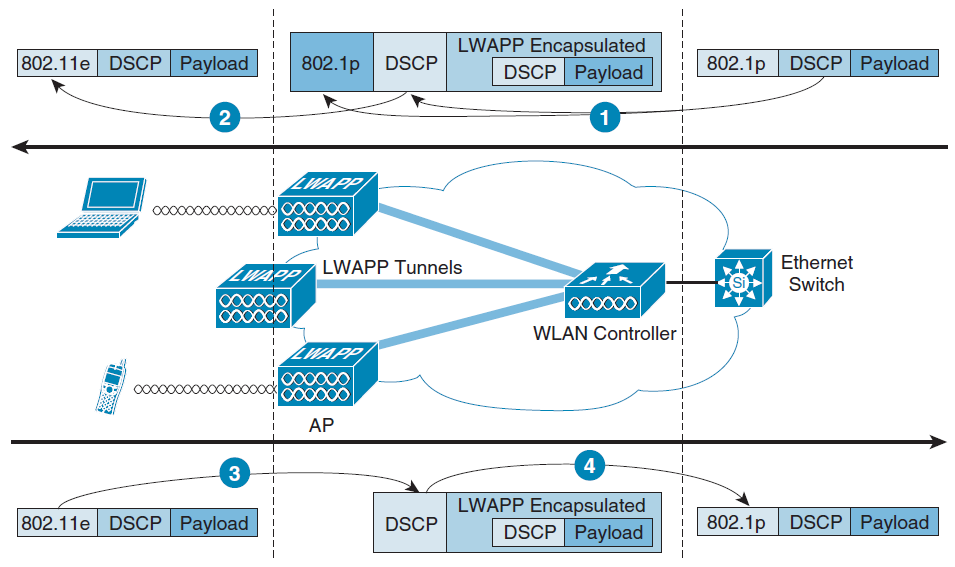 802.11e DSCP Payload
802.1p DSCP LWAPP Encapsulated
DSCP Payload
802.1p DSCP Payload
2
1
LWAPP
LWAPP
LWAPP Tunnels
LWAPP
AP
WLAN Controller
Si
Ethernet
Switch
3
4
802.11e DSCP Payload
DSCP LWAPP Encapsulated
DSCP Payload
802.1p DSCP Payload